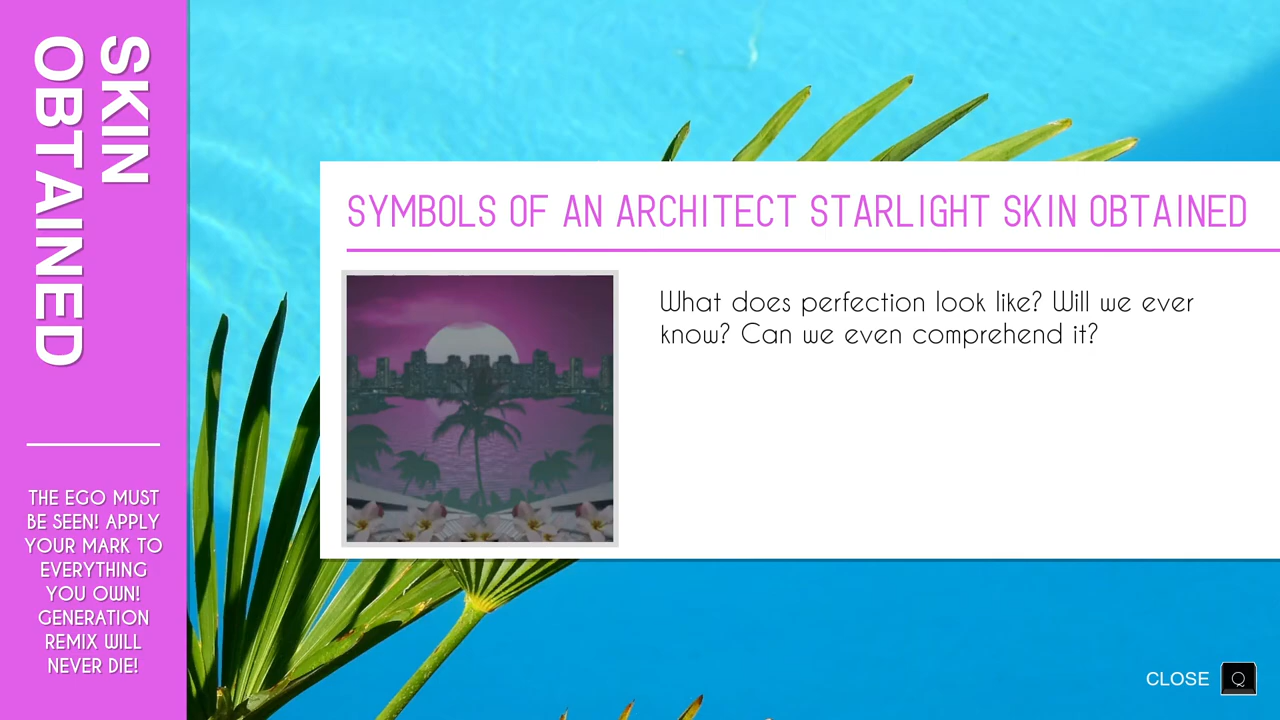 SKIN
OBTAINED
THE EGO MUST
BE SEEN! APPLY
YOUR MARK TO
EVERYTHING
YOU OWN!
GENERATION
REMIX WILL
NEVER DIE!
SYMBOLS OF AN ARCHITECT STARLIGHT SKIN OBTAINED
What does perfection look like? Will we ever
know? Can we even comprehend it?
CLOSE Q